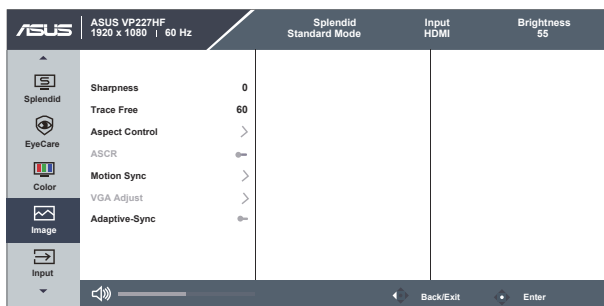 ASUS
ASUS VP227HF
1920 x 1080 | 60 Hz
Splendid
Standard Mode
Input
HDMI
Brightness
55
Splendid
EyeCare
Color
Image
Input
Sharpness 0
Trace Free 60
Aspect Control
ASCR
Motion Sync
VGA Adjust
Adaptive-Sync
Back/Exit
Enter